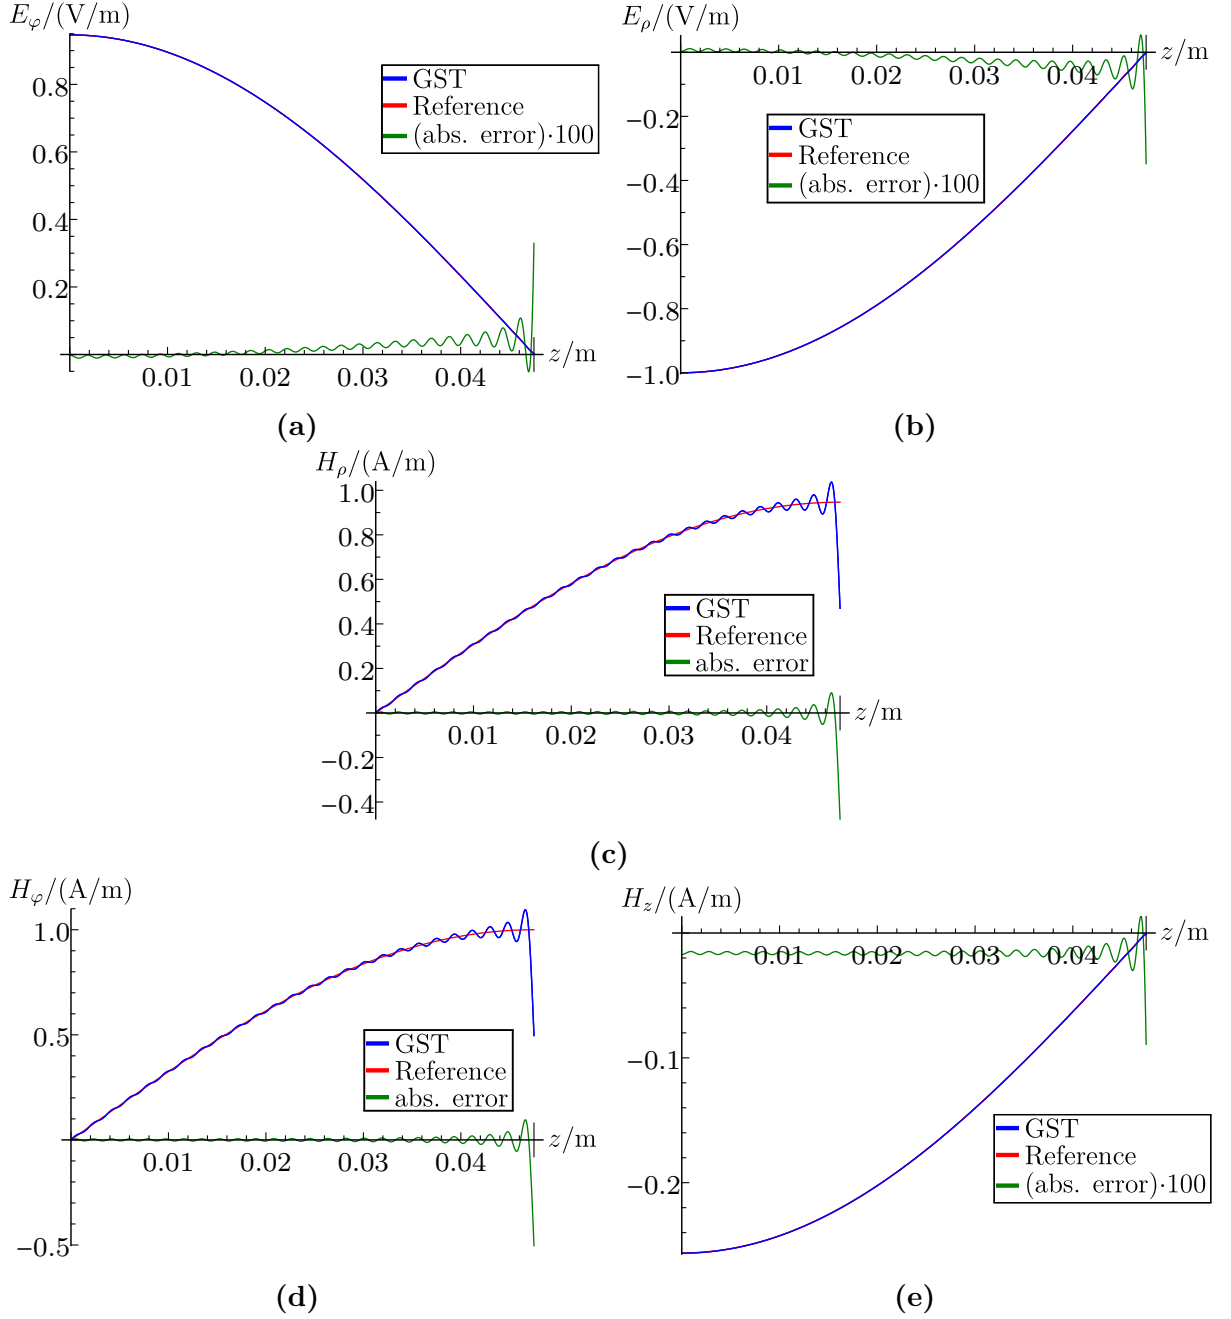 E_φ/(V/m)
0.8
0.6
0.4
0.2
0.01 0.02 0.03 0.04
z/m
GST
Reference
(abs. error)·100
(a)
E_ρ/(V/m)
0.01 0.02 0.03 0.04
z/m
−0.2
−0.4
−0.6
−0.8
−1.0
GST
Reference
(abs. error)·100
(b)
H_ρ/(A/m)
1.0
0.8
0.6
0.4
0.2
−0.2
−0.4
0.01 0.02 0.03 0.04
z/m
GST
Reference
abs. error
(c)
H_φ/(A/m)
1.0
0.5
−0.5
0.01 0.02 0.03 0.04
z/m
GST
Reference
abs. error
(d)
H_z/(A/m)
0.01 0.02 0.03 0.04
z/m
−0.1
−0.2
GST
Reference
(abs. error)·100
(e)